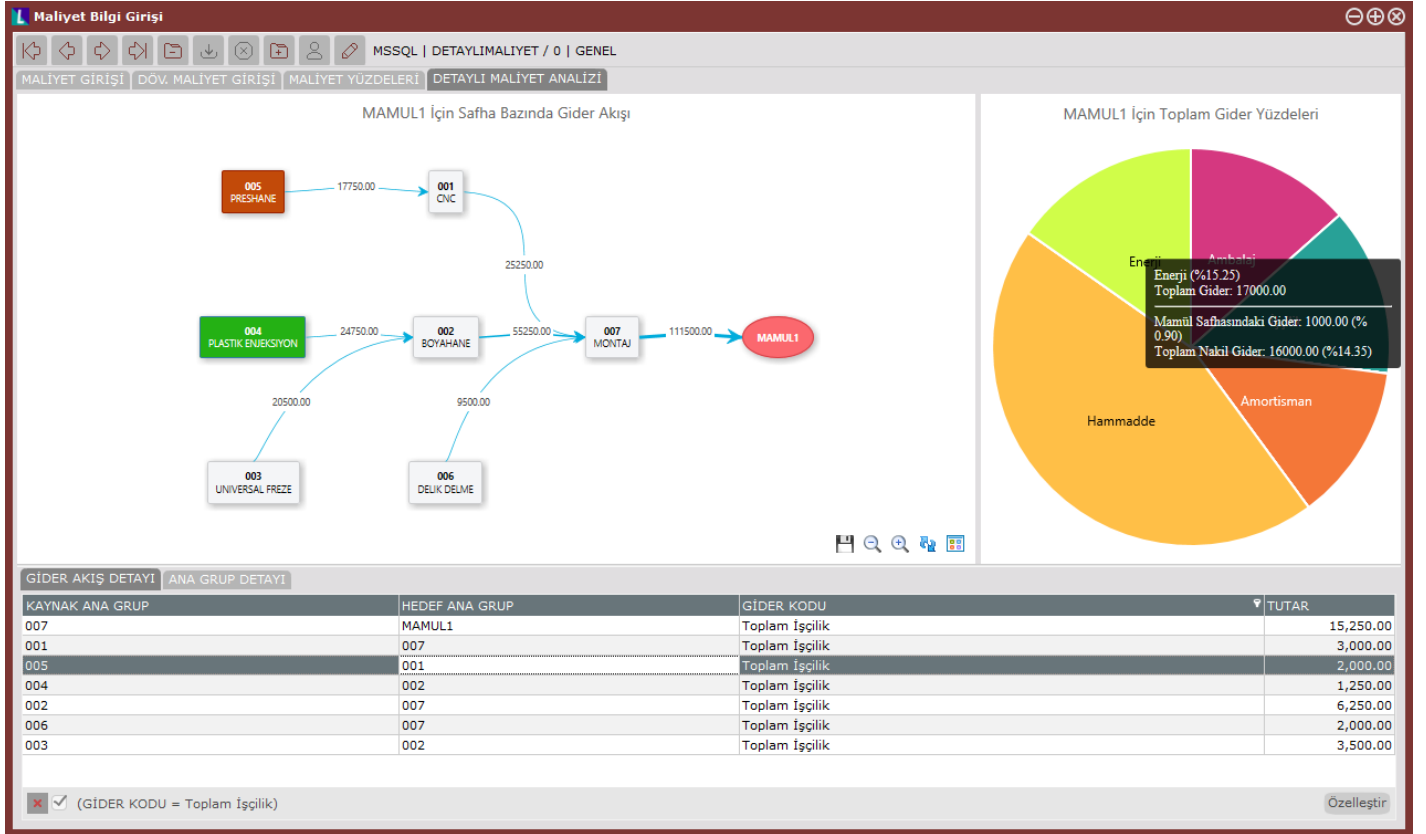 Maliyet Bilgi Girişi
MSSQL | DETAYLIMALIYET / 0 | GENEL
MALİYET GİRİŞİ
DÖV. MALİYET GİRİŞİ
MALİYET YÜZDELERİ
DETAYLI MALİYET ANALİZİ
MAMUL1 İçin Safha Bazında Gider Akışı
005
PRESHANE
17750.00
001
CNC
25250.00
004
PLASTIK ENJEKSIYON
24750.00
002
BOYAHANE
55250.00
007
MONTAJ
111500.00
MAMUL1
20500.00
9500.00
003
UNIVERSAL FREZE
006
DELIK DELME
MAMUL1 İçin Toplam Gider Yüzdeleri
Enerji
Ambalaj
Enerji (%15.25)
Toplam Gider: 17000.00
Mamül Safhasındaki Gider: 1000.00 (%
0.90)
Toplam Nakil Gider: 16000.00 (%14.35)
Amortisman
Hammadde
GİDER AKIŞ DETAYI
ANA GRUP DETAYI
KAYNAK ANA GRUP HEDEF ANA GRUP GİDER KODU TUTAR
007 MAMUL1 Toplam İşçilik 15,250.00
001 007 Toplam İşçilik 3,000.00
005 001 Toplam İşçilik 2,000.00
004 002 Toplam İşçilik 1,250.00
002 007 Toplam İşçilik 6,250.00
006 007 Toplam İşçilik 2,000.00
003 002 Toplam İşçilik 3,500.00
(GİDER KODU = Toplam İşçilik)
Özelleştir